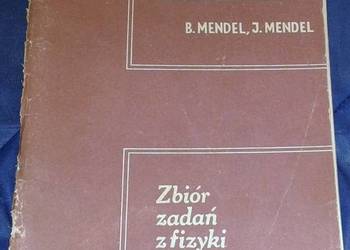 B. MENDEL, J. MENDEL
Zbiór
zadań
z fizyki